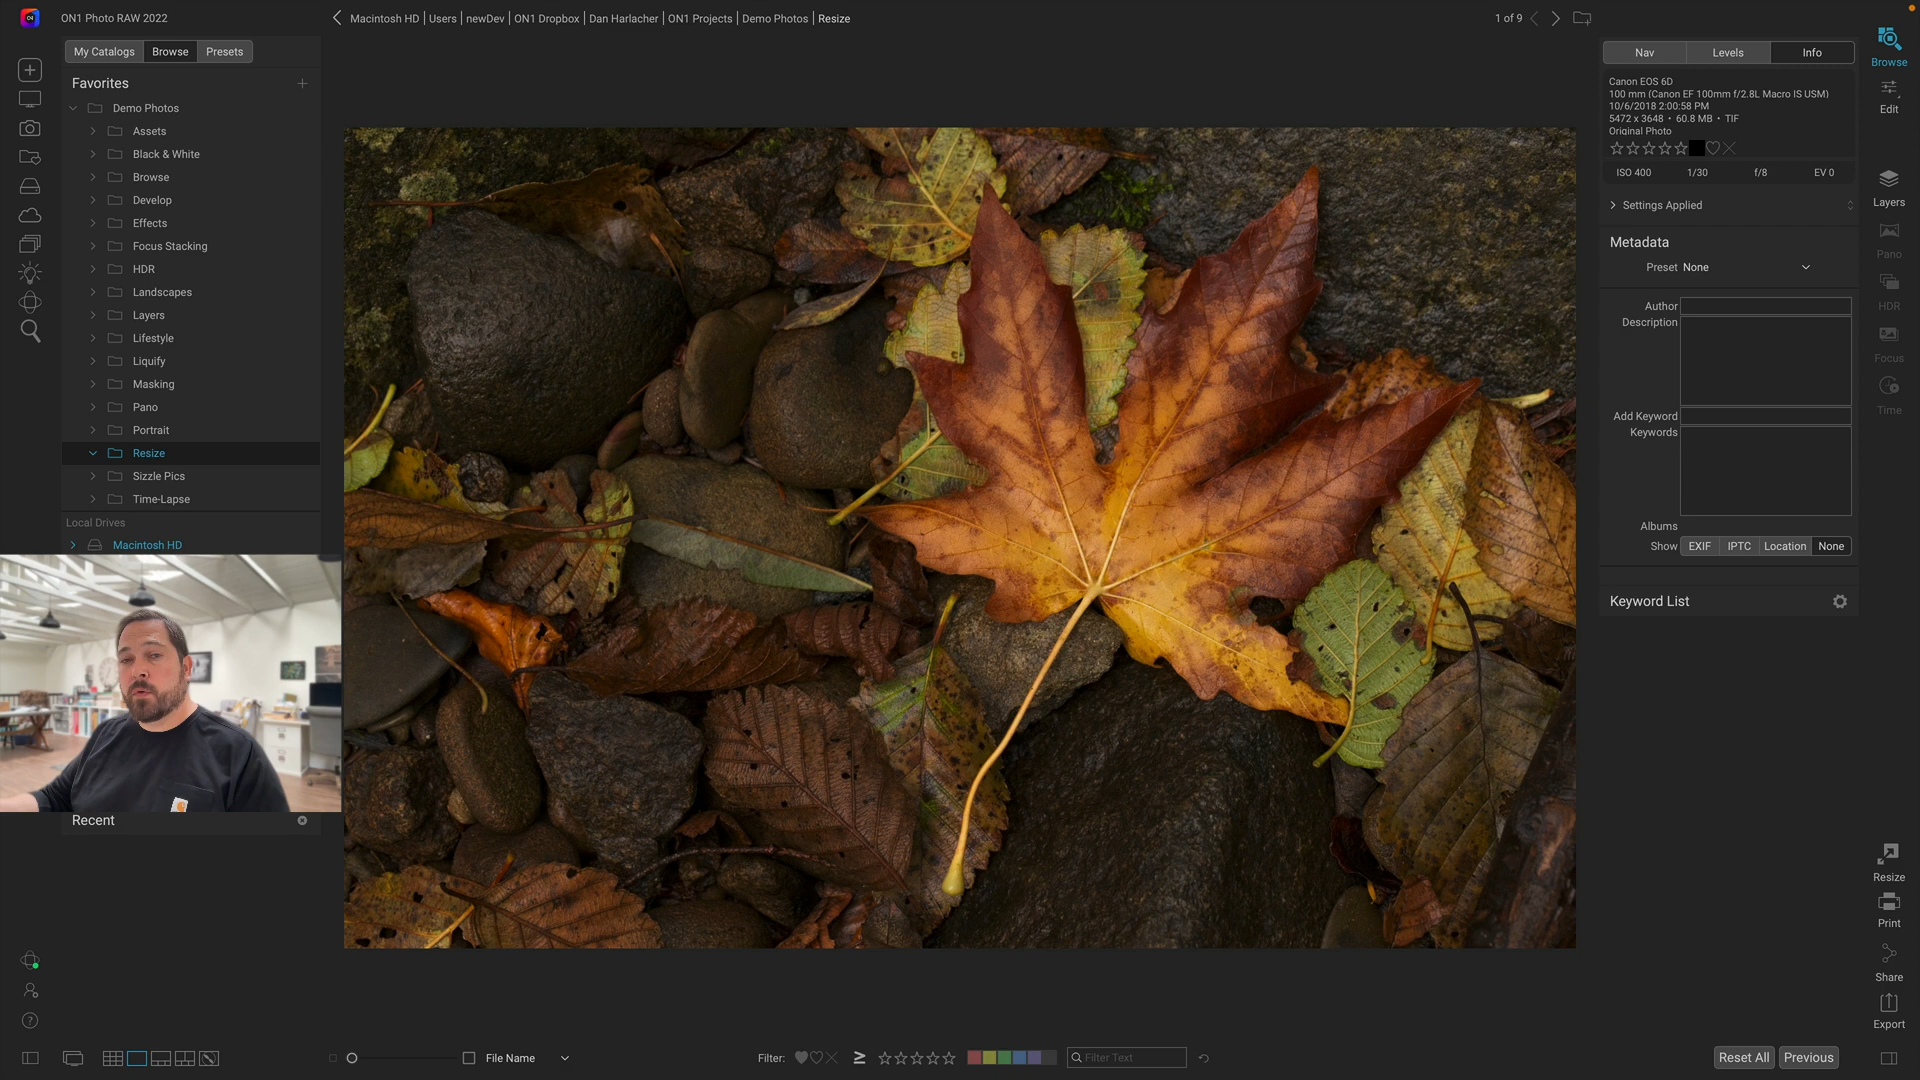 ON1 Photo RAW 2022
Macintosh HD | Users | newDev | ON1 Dropbox | Dan Harlacher | ON1 Projects | Demo Photos | Resize
1 of 9
My Catalogs Browse Presets
Favorites
Demo Photos
Assets
Black & White
Browse
Develop
Effects
Focus Stacking
HDR
Landscapes
Layers
Lifestyle
Liquify
Masking
Pano
Portrait
Resize
Sizzle Pics
Time-Lapse
Local Drives
Macintosh HD
Recent
File Name
Filter:
Filter Text
Reset All Previous
Nav Levels Info
Canon EOS 6D
100 mm (Canon EF 100mm f/2.8L Macro IS USM)
10/6/2018 2:00:58 PM
5472 x 3648 • 60.8 MB • TIF
Original Photo
ISO 400 1/30 f/8 EV 0
Settings Applied
Metadata
Preset None
Author
Description
Add Keyword
Keywords
Albums
Show EXIF IPTC Location None
Keyword List
Browse
Edit
Layers
Pano
HDR
Focus
Time
Resize
Print
Share
Export